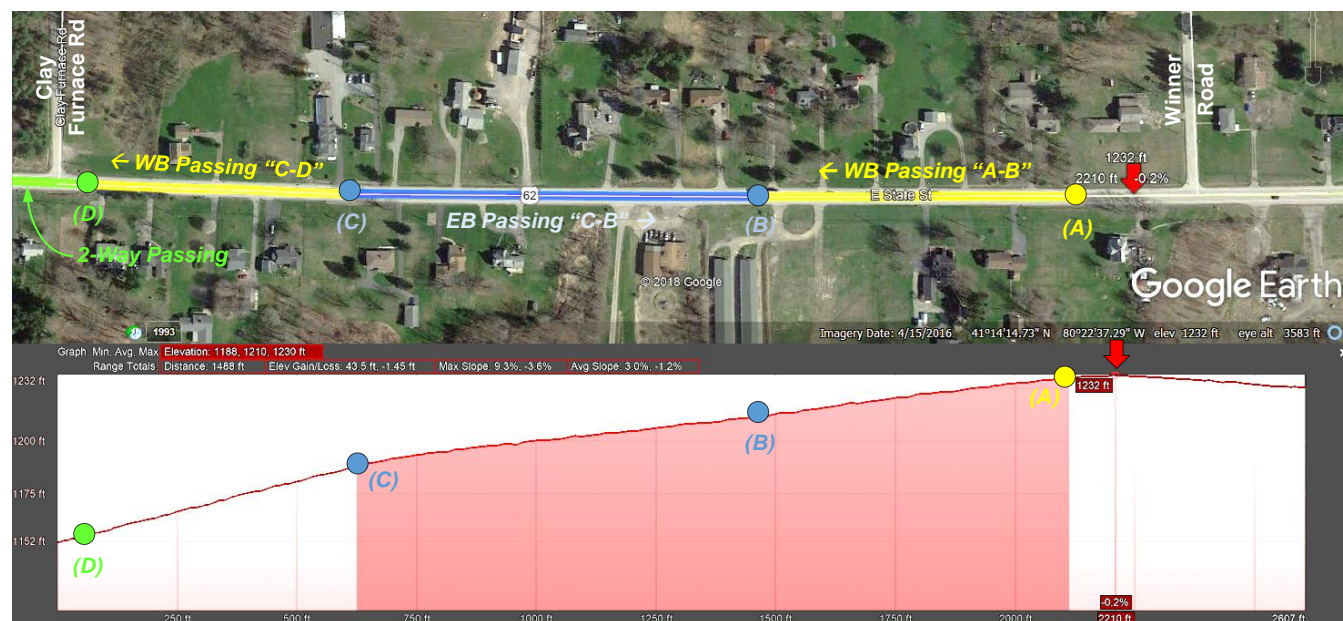 Clay
Furnace Rd
Clay Furnace Rd
Winner
Road
1232 ft
2210 ft -0.2%
← WB Passing “C-D”
← WB Passing “A-B”
62
E State St
(D)
(C)
EB Passing “C-B” →
(B)
(A)
2-Way Passing
© 2018 Google
Google Earth
1993
Imagery Date: 4/15/2016 41°14'14.73" N 80°22'37.29" W elev 1232 ft eye alt 3583 ft
Graph: Min, Avg, Max Elevation: 1188, 1210, 1230 ft
Range Totals: Distance: 1488 ft Elev Gain/Loss: 43.5 ft, -1.45 ft Max Slope: 9.3%, -3.6% Avg Slope: 3.0%, -1.2%
1232 ft
(A)
1232 ft
1200 ft
(B)
(C)
1175 ft
1152 ft
(D)
-0.2%
250 ft 500 ft 750 ft 1000 ft 1250 ft 1500 ft 1750 ft 2000 ft 2210 ft 2607 ft